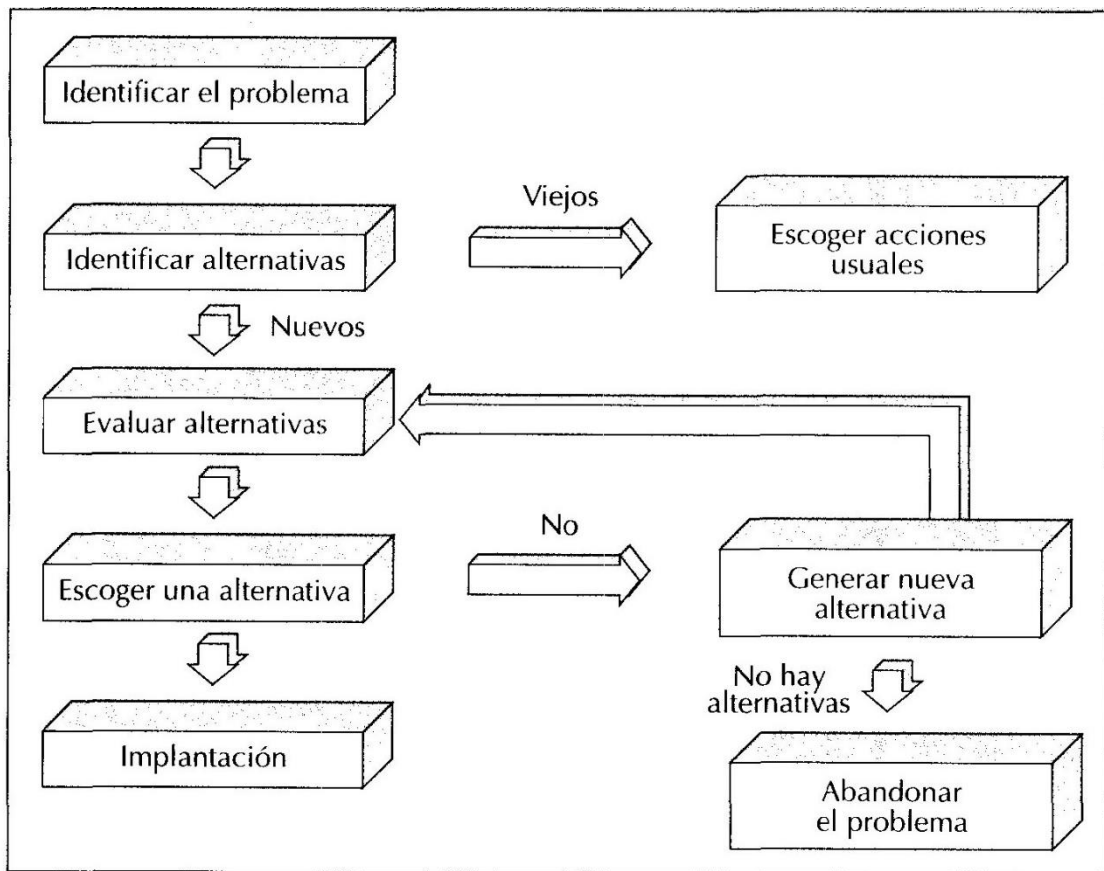 Identificar el problema
Viejos
Identificar alternativas
Escoger acciones
usuales
Nuevos
Evaluar alternativas
No
Escoger una alternativa
Generar nueva
alternativa
No hay
alternativas
Implantación
Abandonar
el problema